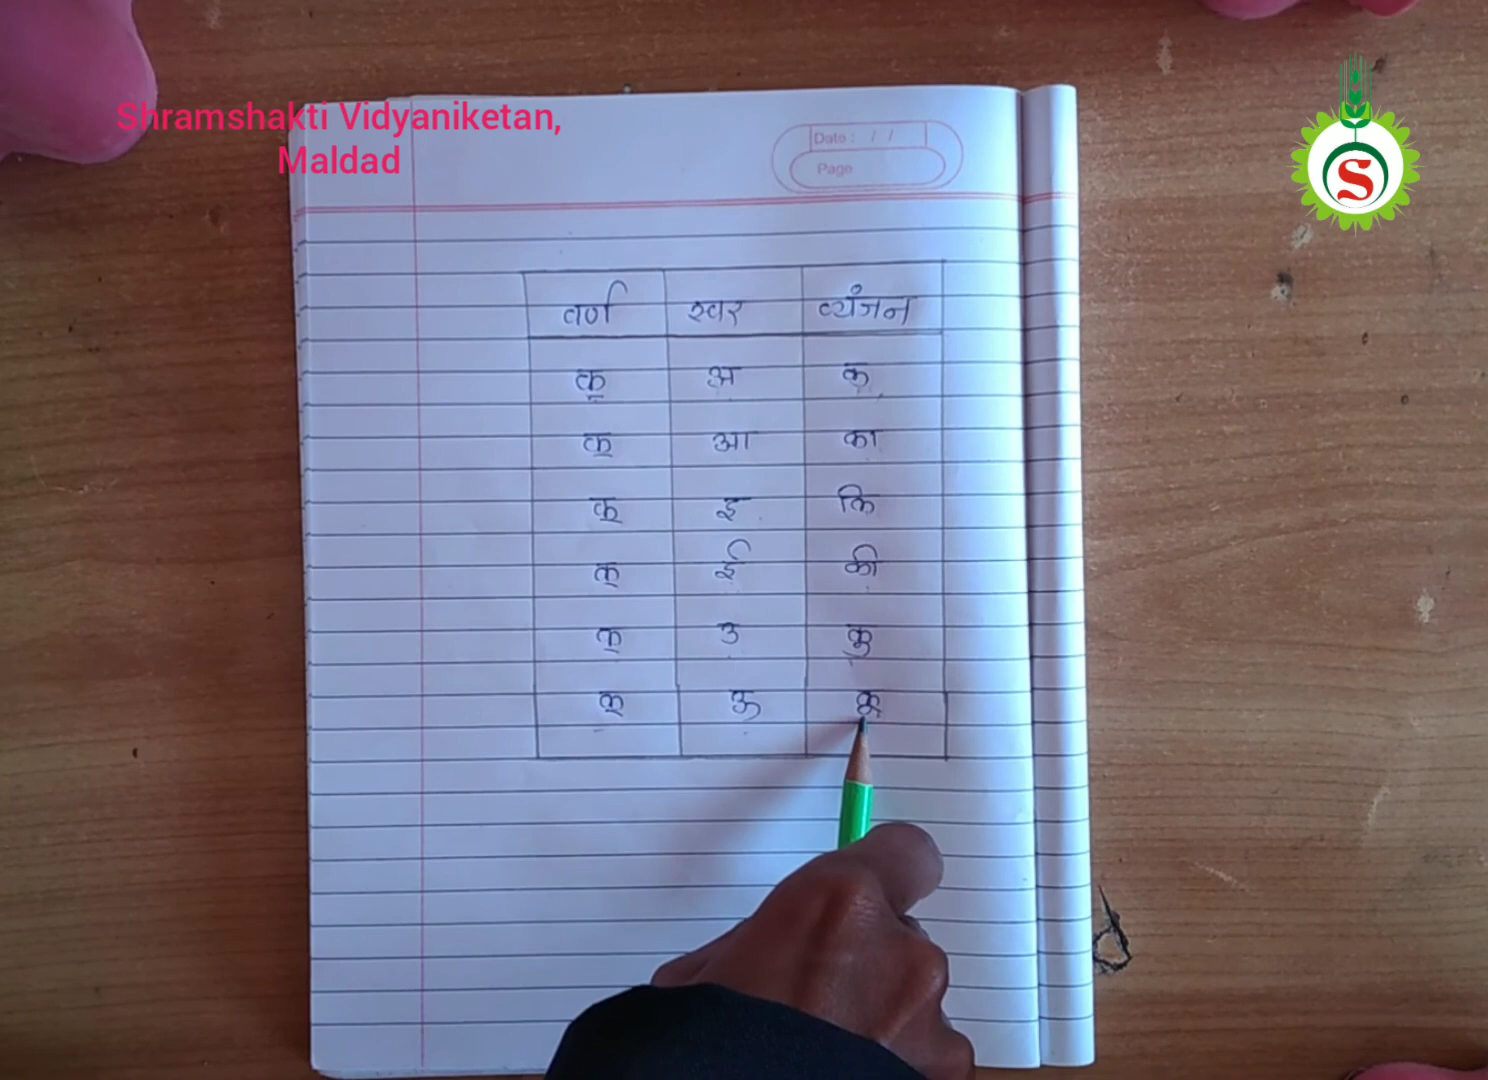 Shramshakti Vidyaniketan,
Maldad
Date : / /
Page
S
वर्ण स्वर व्यंजन
क् अ क
क् आ का
क् इ कि
क् ई की
क् उ कु
क् ऊ कू